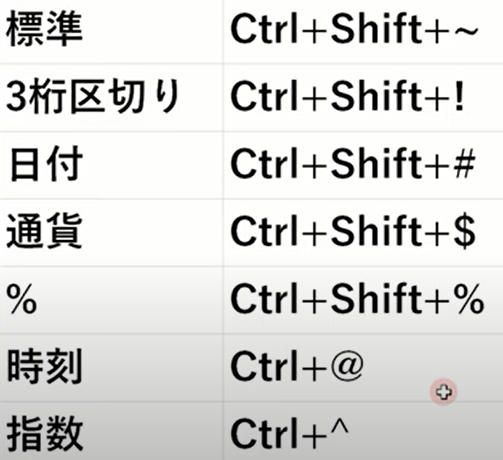 標準 Ctrl+Shift+~
3桁区切り Ctrl+Shift+!
日付 Ctrl+Shift+#
通貨 Ctrl+Shift+$
% Ctrl+Shift+%
時刻 Ctrl+@
指数 Ctrl+^